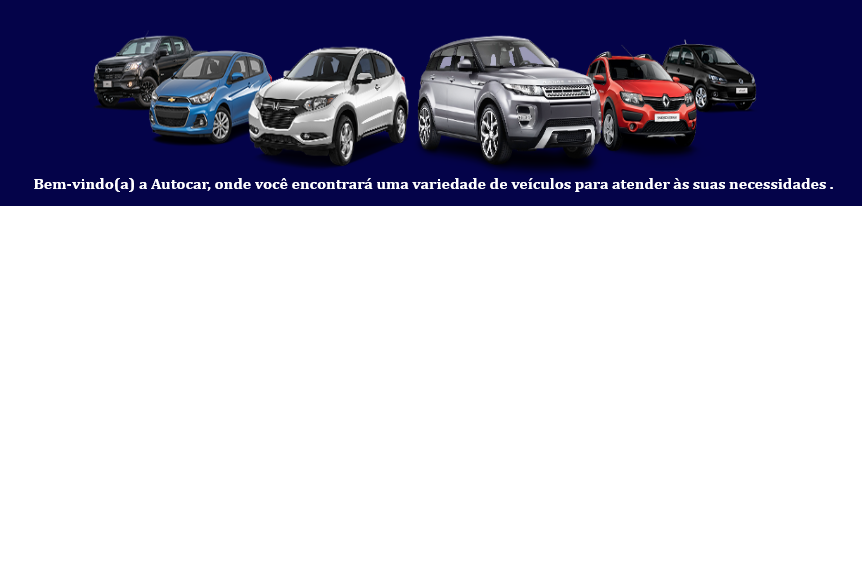 Bem-vindo(a) a Autocar, onde você encontrará uma variedade de veículos para atender às suas necessidades .